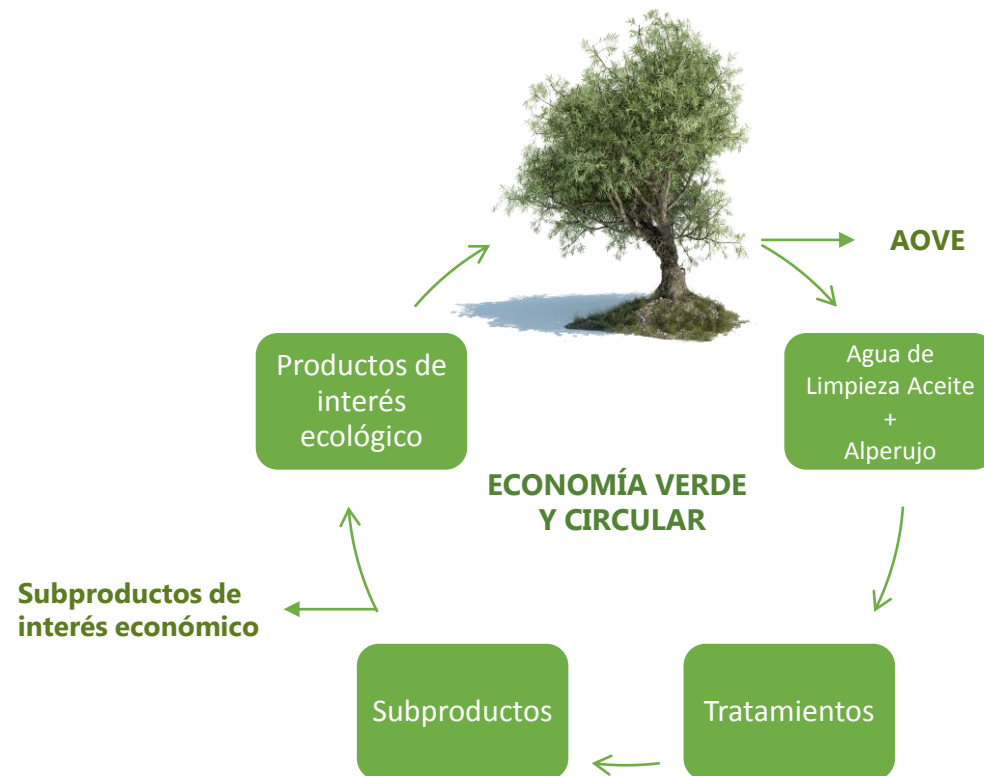 AOVE
Agua de
Limpieza Aceite
+
Alperujo
Productos de
interés
ecológico
ECONOMÍA VERDE
Y CIRCULAR
Subproductos de
interés económico
Subproductos
Tratamientos